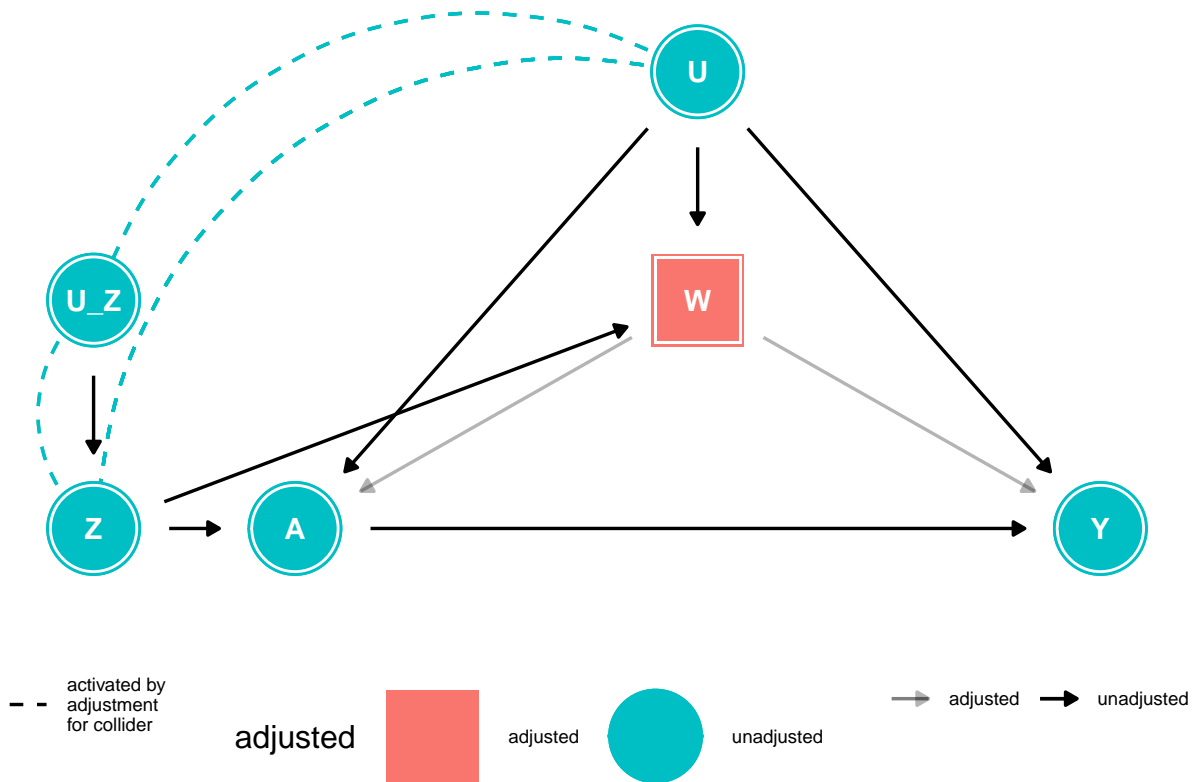 U
U_Z
W
Z
A
Y
activated by
adjustment
for collider
adjusted
adjusted
unadjusted
adjusted
unadjusted